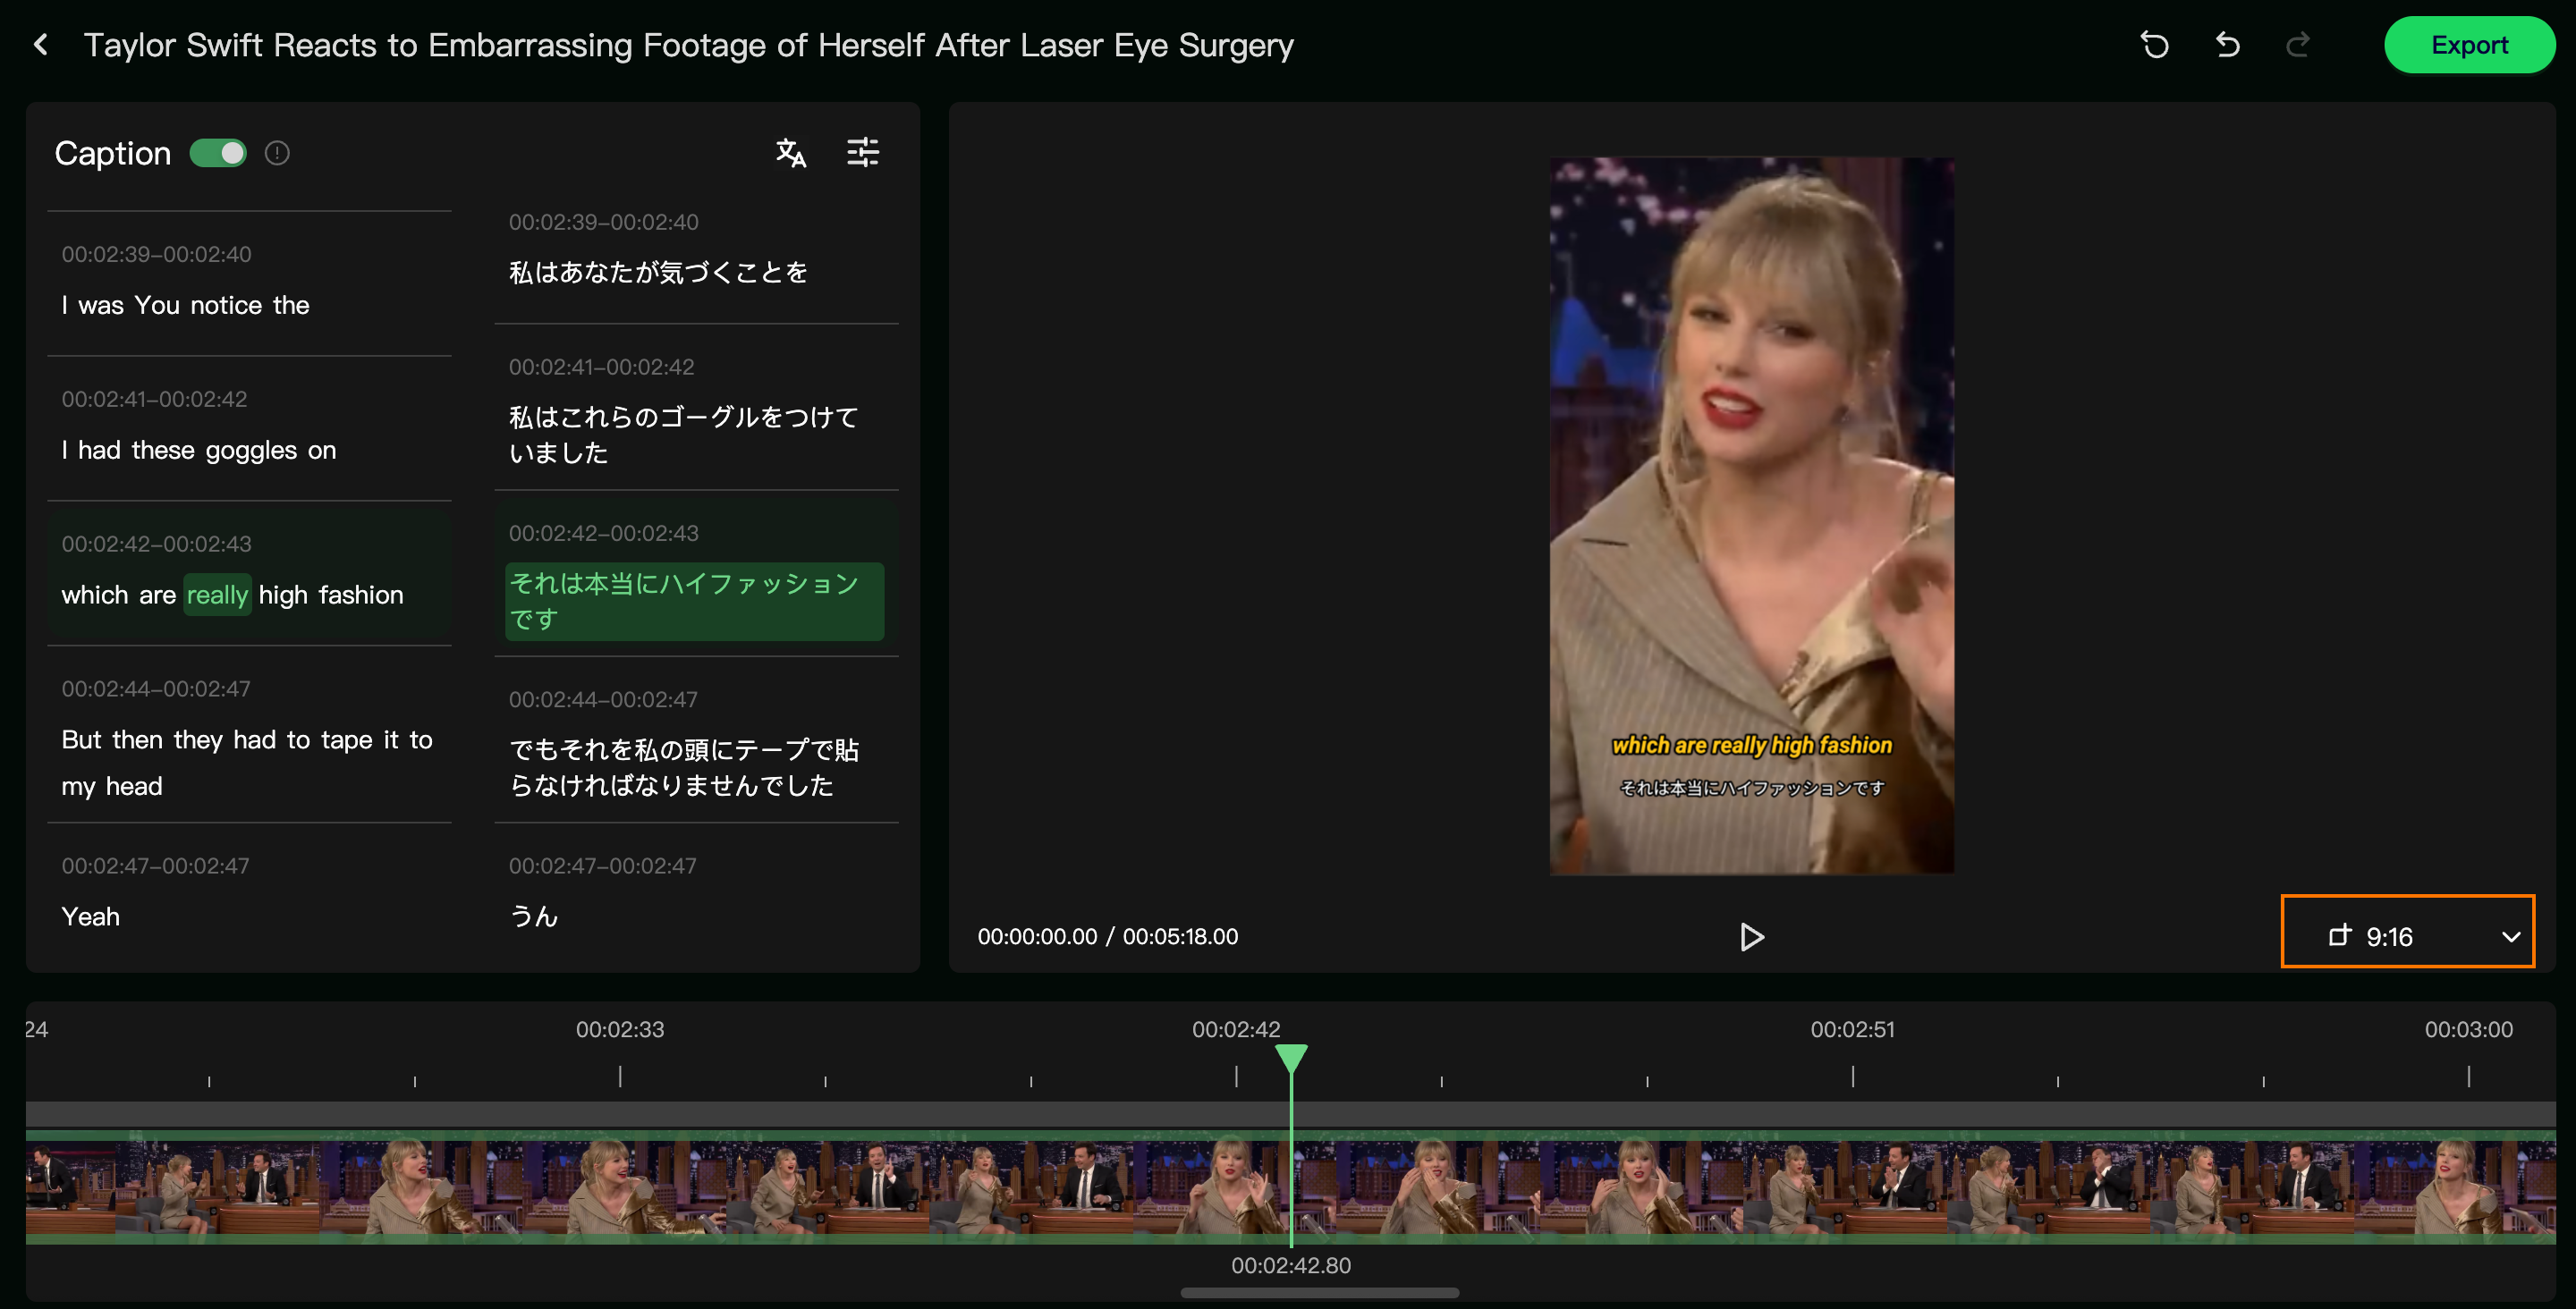 Taylor Swift Reacts to Embarrassing Footage of Herself After Laser Eye Surgery
Export
Caption
00:02:39–00:02:40
I was You notice the
00:02:41–00:02:42
I had these goggles on
00:02:42–00:02:43
which are really high fashion
00:02:44–00:02:47
But then they had to tape it to
my head
00:02:47–00:02:47
Yeah
00:02:39–00:02:40
私はあなたが気づくことを
00:02:41–00:02:42
私はこれらのゴーグルをつけて
いました
00:02:42–00:02:43
それは本当にハイファッション
です
00:02:44–00:02:47
でもそれを私の頭にテープで貼
らなければなりませんでした
00:02:47–00:02:47
うん
which are really high fashion
それは本当にハイファッションです
00:00:00.00 / 00:05:18.00
9:16
24
00:02:33
00:02:42
00:02:51
00:03:00
00:02:42.80